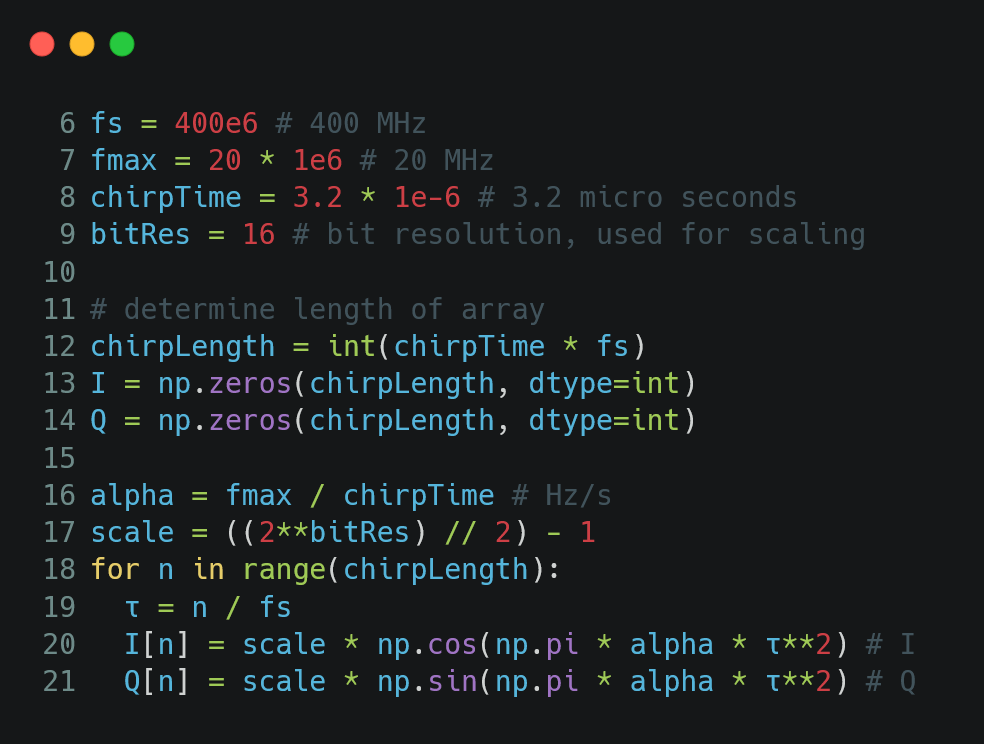 6 fs = 400e6 # 400 MHz
7 fmax = 20 * 1e6 # 20 MHz
8 chirpTime = 3.2 * 1e-6 # 3.2 micro seconds
9 bitRes = 16 # bit resolution, used for scaling
10
11 # determine length of array
12 chirpLength = int(chirpTime * fs)
13 I = np.zeros(chirpLength, dtype=int)
14 Q = np.zeros(chirpLength, dtype=int)
15
16 alpha = fmax / chirpTime # Hz/s
17 scale = ((2**bitRes) // 2) - 1
18 for n in range(chirpLength):
19   τ = n / fs
20   I[n] = scale * np.cos(np.pi * alpha * τ**2) # I
21   Q[n] = scale * np.sin(np.pi * alpha * τ**2) # Q